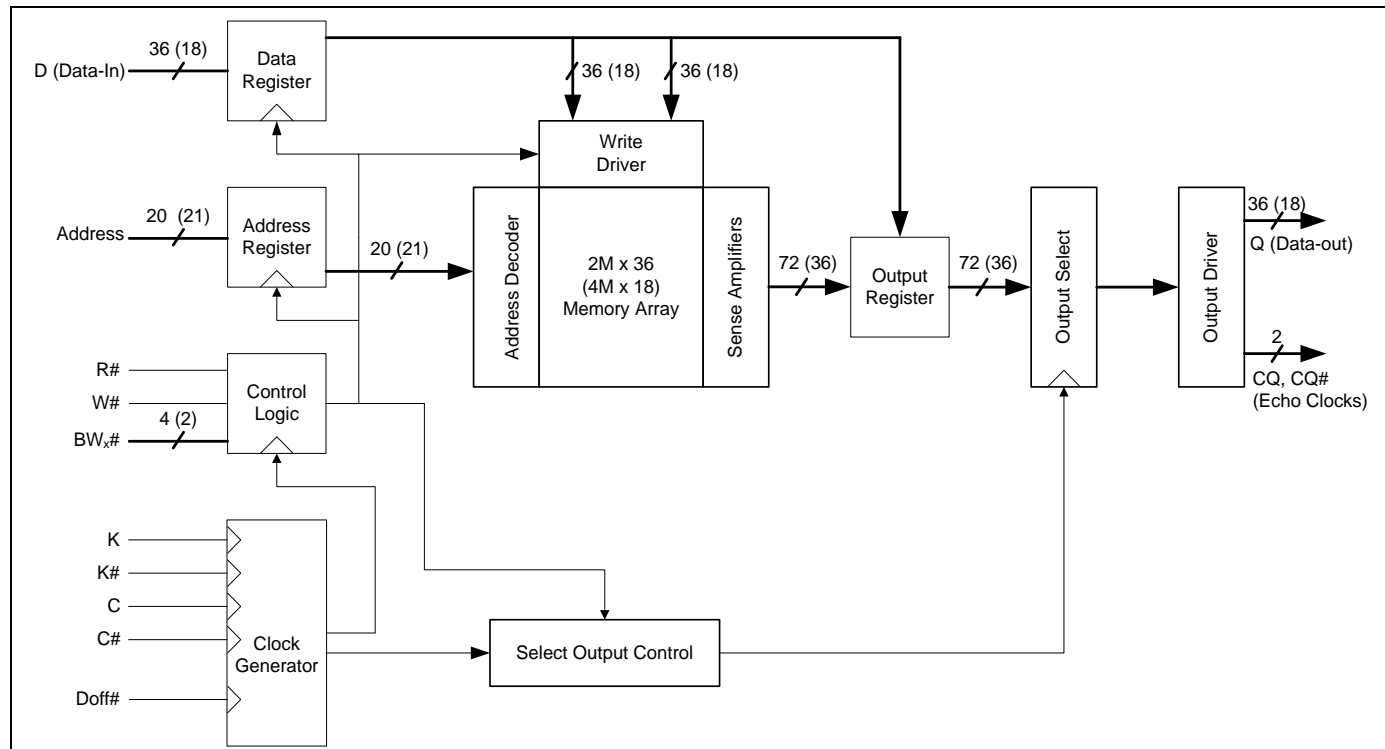 D (Data-In)
36 (18)
Data
Register
36 (18)
36 (18)
Write
Driver
Address
20 (21)
Address
Register
20 (21)
Address Decoder
2M x 36
(4M x 18)
Memory Array
Sense Amplifiers
72 (36)
Output
Register
72 (36)
Output Select
Output Driver
36 (18)
Q (Data-out)
2
CQ, CQ#
(Echo Clocks)
R#
W#
4 (2)
BWₓ#
Control
Logic
K
K#
C
C#
Doff#
Clock
Generator
Select Output Control